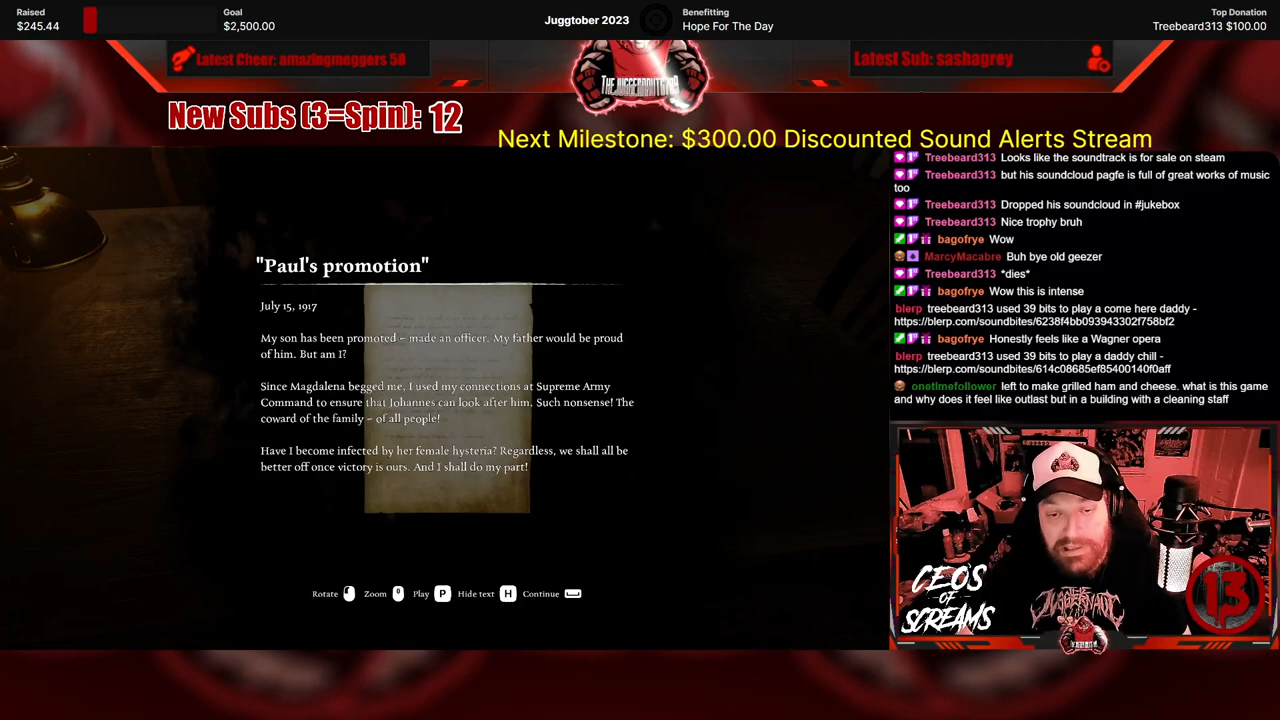 Raised
$245.44
Goal
$2,500.00
Juggtober 2023
Benefitting
Hope For The Day
Top Donation
Treebeard313 $100.00
Latest Cheer: amazingmeggers 50
Latest Sub: sashagrey
New Subs (3=Spin): 12
Next Milestone: $300.00 Discounted Sound Alerts Stream
Treebeard313 Looks like the soundtrack is for sale on steam
Treebeard313 but his soundcloud pagfe is full of great works of music
too
Treebeard313 Dropped his soundcloud in #jukebox
Treebeard313 Nice trophy bruh
bagofrye Wow
MarcyMacabre Buh bye old geezer
Treebeard313 *dies*
bagofrye Wow this is intense
blerp treebeard313 used 39 bits to play a come here daddy -
https://blerp.com/soundbites/6238f4bb093943302f758bf2
bagofrye Honestly feels like a Wagner opera
blerp treebeard313 used 39 bits to play a daddy chill -
https://blerp.com/soundbites/614c08685ef85400140f0aff
onetimefollower left to make grilled ham and cheese. what is this game
and why does it feel like outlast but in a building with a cleaning staff
"Paul's promotion"
July 15, 1917
My son has been promoted – made an officer. My father would be proud
of him. But am I?
Since Magdalena begged me, I used my connections at Supreme Army
Command to ensure that Johannes can look after him. Such nonsense! The
coward of the family – of all people!
Have I become infected by her female hysteria? Regardless, we shall all be
better off once victory is ours. And I shall do my part!
Rotate Zoom Play P Hide text H Continue
CEOS
OF
SCREAMS
13